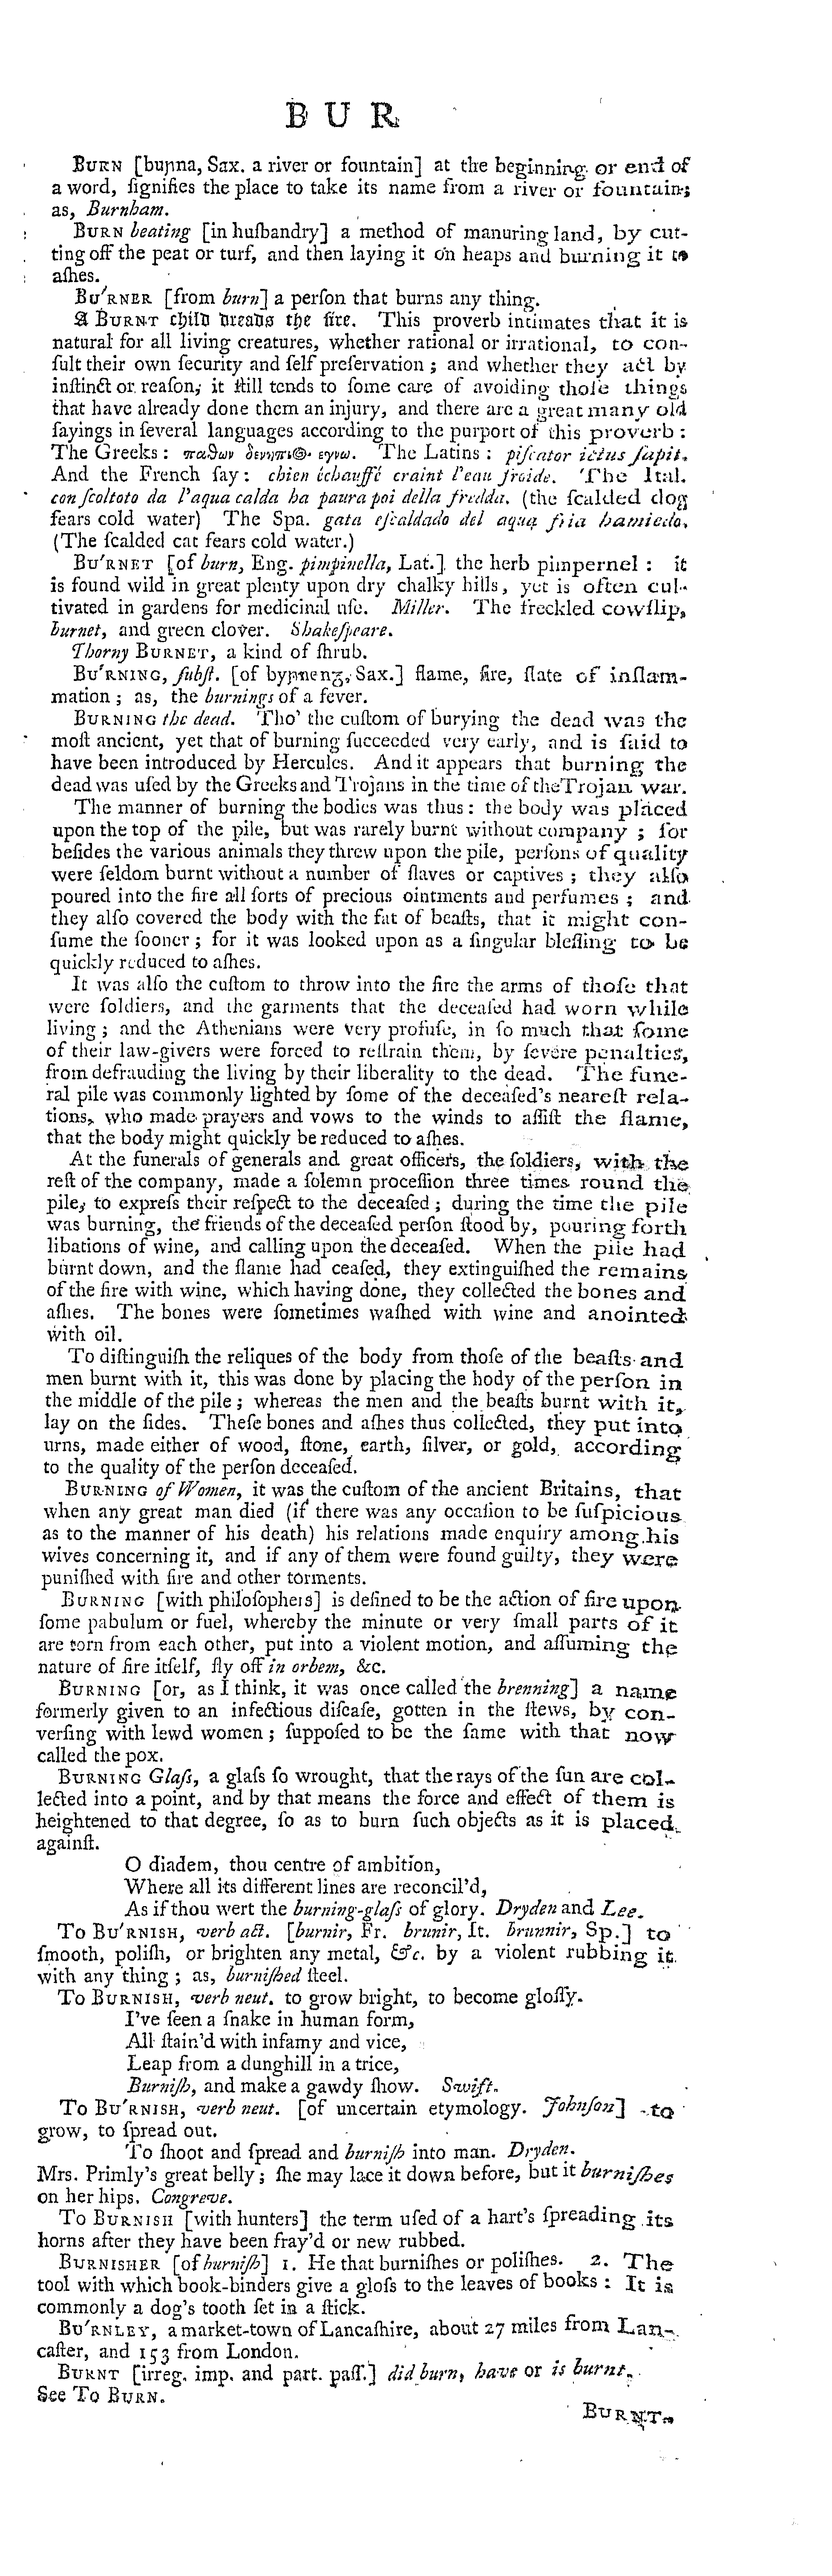 B U R
BURN [buꞃna, Sax. a river or fountain] at the beginning or end of
a word, ſignifies the place to take its name from a river or fountain;
as, Burnham.
BURN beating [in huſbandry] a method of manuring land, by cut-
ting off the peat or turf, and then laying it on heaps and burning it to
aſhes.
BU'RNER [from burn] a perſon that burns any thing.
A BURNT child dreads the fire. This proverb intimates that it is
natural for all living creatures, whether rational or irrational, to con-
ſult their own ſecurity and ſelf preſervation; and whether they act by
inſtinct or reaſon, it ſtill tends to ſome care of avoiding thoſe things
that have already done them an injury, and there are a great many old
ſayings in ſeveral languages according to the purport of this proverb:
The Greeks: παθων The Latins: piſcator ictus ſapit.
And the French ſay: chien échauffé craint l'eau froide. The Ital.
con ſcoltoto da l'aqua calda ha paura poi della fredda. (the ſcalded dog
fears cold water) The Spa. gata eſcaldado del aqua fria hamiedo.
(The ſcalded cat fears cold water.)
BU'RNET [of burn, Eng. pimpinella, Lat.] the herb pimpernel: it
is found wild in great plenty upon dry chalky hills, yet is often cul-
tivated in gardens for medicinal uſe. Miller. The freckled cowſlip,
burnet, and green clover. Shakeſpeare.
Thorny BURNET, a kind of ſhrub.
BU'RNING, ſubſt. [of Sax.] flame, fire, ſtate of inflam-
mation; as, the burnings of a fever.
BURNING the dead. Tho' the cuſtom of burying the dead was the
moſt ancient, yet that of burning ſucceeded very early, and is ſaid to
have been introduced by Hercules. And it appears that burning the
dead was uſed by the Greeks and Trojans in the time of the Trojan war.
The manner of burning the bodies was thus: the body was placed
upon the top of the pile, but was rarely burnt without company; for
beſides the various animals they threw upon the pile, perſons of quality
were ſeldom burnt without a number of ſlaves or captives; they alſo
poured into the fire all ſorts of precious ointments and perfumes; and
they alſo covered the body with the fat of beaſts, that it might con-
ſume the ſooner; for it was looked upon as a ſingular bleſſing to be
quickly reduced to aſhes.
It was alſo the cuſtom to throw into the fire the arms of thoſe that
were ſoldiers, and the garments that the deceaſed had worn while
living; and the Athenians were very profuſe, in ſo much that ſome
of their law-givers were forced to reſtrain them, by ſevere penalties,
from defrauding the living by their liberality to the dead. The fune-
ral pile was commonly lighted by ſome of the deceaſed's neareſt rela-
tions, who made prayers and vows to the winds to aſſiſt the flame,
that the body might quickly be reduced to aſhes.
At the funerals of generals and great officers, the ſoldiers, with the
reſt of the company, made a ſolemn proceſſion three times round the
pile, to expreſs their reſpect to the deceaſed; during the time the pile
was burning, the friends of the deceaſed perſon ſtood by, pouring forth
libations of wine, and calling upon the deceaſed. When the pile had
burnt down, and the flame had ceaſed, they extinguiſhed the remains
of the fire with wine, which having done, they collected the bones and
aſhes. The bones were ſometimes waſhed with wine and anointed
with oil.
To diſtinguiſh the reliques of the body from thoſe of the beaſts and
men burnt with it, this was done by placing the body of the perſon in
the middle of the pile; whereas the men and the beaſts burnt with it,
lay on the ſides. Theſe bones and aſhes thus collected, they put into
urns, made either of wood, ſtone, earth, ſilver, or gold, according
to the quality of the perſon deceaſed.
BURNING of Women, it was the cuſtom of the ancient Britains, that
when any great man died (if there was any occaſion to be ſuſpicious
as to the manner of his death) his relations made enquiry among his
wives concerning it, and if any of them were found guilty, they were
puniſhed with fire and other torments.
BURNING [with philoſophers] is defined to be the action of fire upon
ſome pabulum or fuel, whereby the minute or very ſmall parts of it
are torn from each other, put into a violent motion, and aſſuming the
nature of fire itſelf, fly off in orbem, &c.
BURNING [or, as I think, it was once called the brenning] a name
formerly given to an infectious diſeaſe, gotten in the ſtews, by con-
verſing with lewd women; ſuppoſed to be the ſame with that now
called the pox.
BURNING Glaſs, a glaſs ſo wrought, that the rays of the ſun are col-
lected into a point, and by that means the force and effect of them is
heightened to that degree, ſo as to burn ſuch objects as it is placed
againſt.
O diadem, thou centre of ambition,
Where all its different lines are reconcil'd,
As if thou wert the burning-glaſs of glory. Dryden and Lee.
To BU'RNISH, verb act. [burnir, Fr. brunir, It. brunnir, Sp.] to
ſmooth, poliſh, or brighten any metal, &c. by a violent rubbing it
with any thing; as, burniſhed ſteel.
To BURNISH, verb neut. to grow bright, to become gloſſy.
I've ſeen a ſnake in human form,
All ſtain'd with infamy and vice,
Leap from a dunghill in a trice,
Burniſh, and make a gawdy ſhow. Swift.
To BU'RNISH, verb neut. [of uncertain etymology. Johnſon] to
grow, to ſpread out.
To ſhoot and ſpread and burniſh into man. Dryden.
Mrs. Primly's great belly; ſhe may lace it down before, but it burniſhes
on her hips. Congreve.
To BURNISH [with hunters] the term uſed of a hart's ſpreading its
horns after they have been fray'd or new rubbed.
BURNISHER [of burniſh] 1. He that burniſhes or poliſhes. 2. The
tool with which book-binders give a gloſs to the leaves of books: It is
commonly a dog's tooth ſet in a ſtick.
BU'RNLEY, a market-town of Lancaſhire, about 27 miles from Lan-
caſter, and 153 from London.
BURNT [irreg. imp. and part. paſſ.] did burn, have or is burnt.
See To BURN.
BURNT.